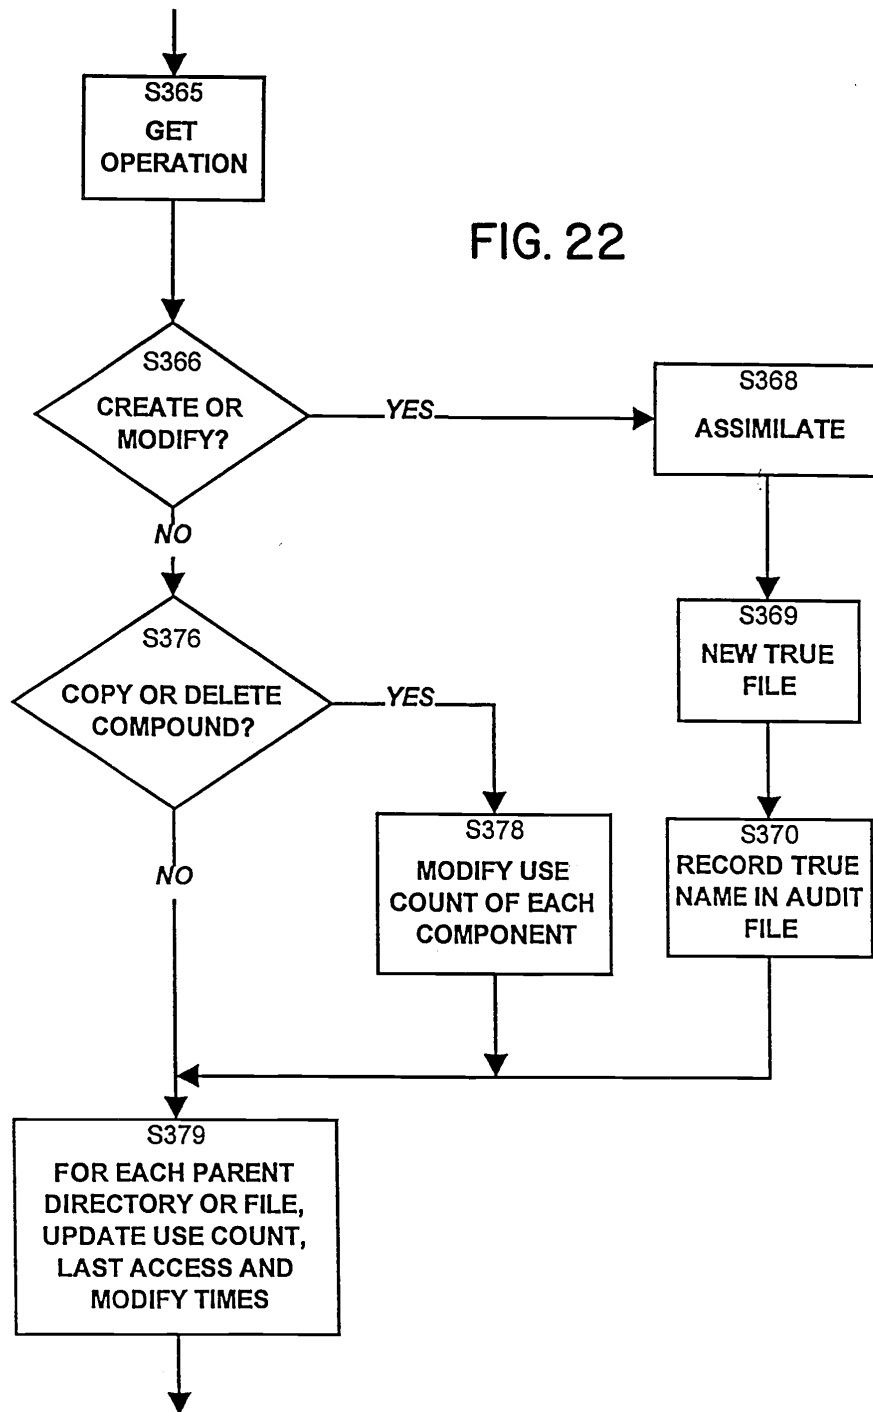 S365
GET
OPERATION
FIG. 22
S366
CREATE OR
MODIFY?
YES
S368
ASSIMILATE
NO
S369
NEW TRUE
FILE
S376
COPY OR DELETE
COMPOUND?
YES
S378
MODIFY USE
COUNT OF EACH
COMPONENT
S370
RECORD TRUE
NAME IN AUDIT
FILE
NO
S379
FOR EACH PARENT
DIRECTORY OR FILE,
UPDATE USE COUNT,
LAST ACCESS AND
MODIFY TIMES